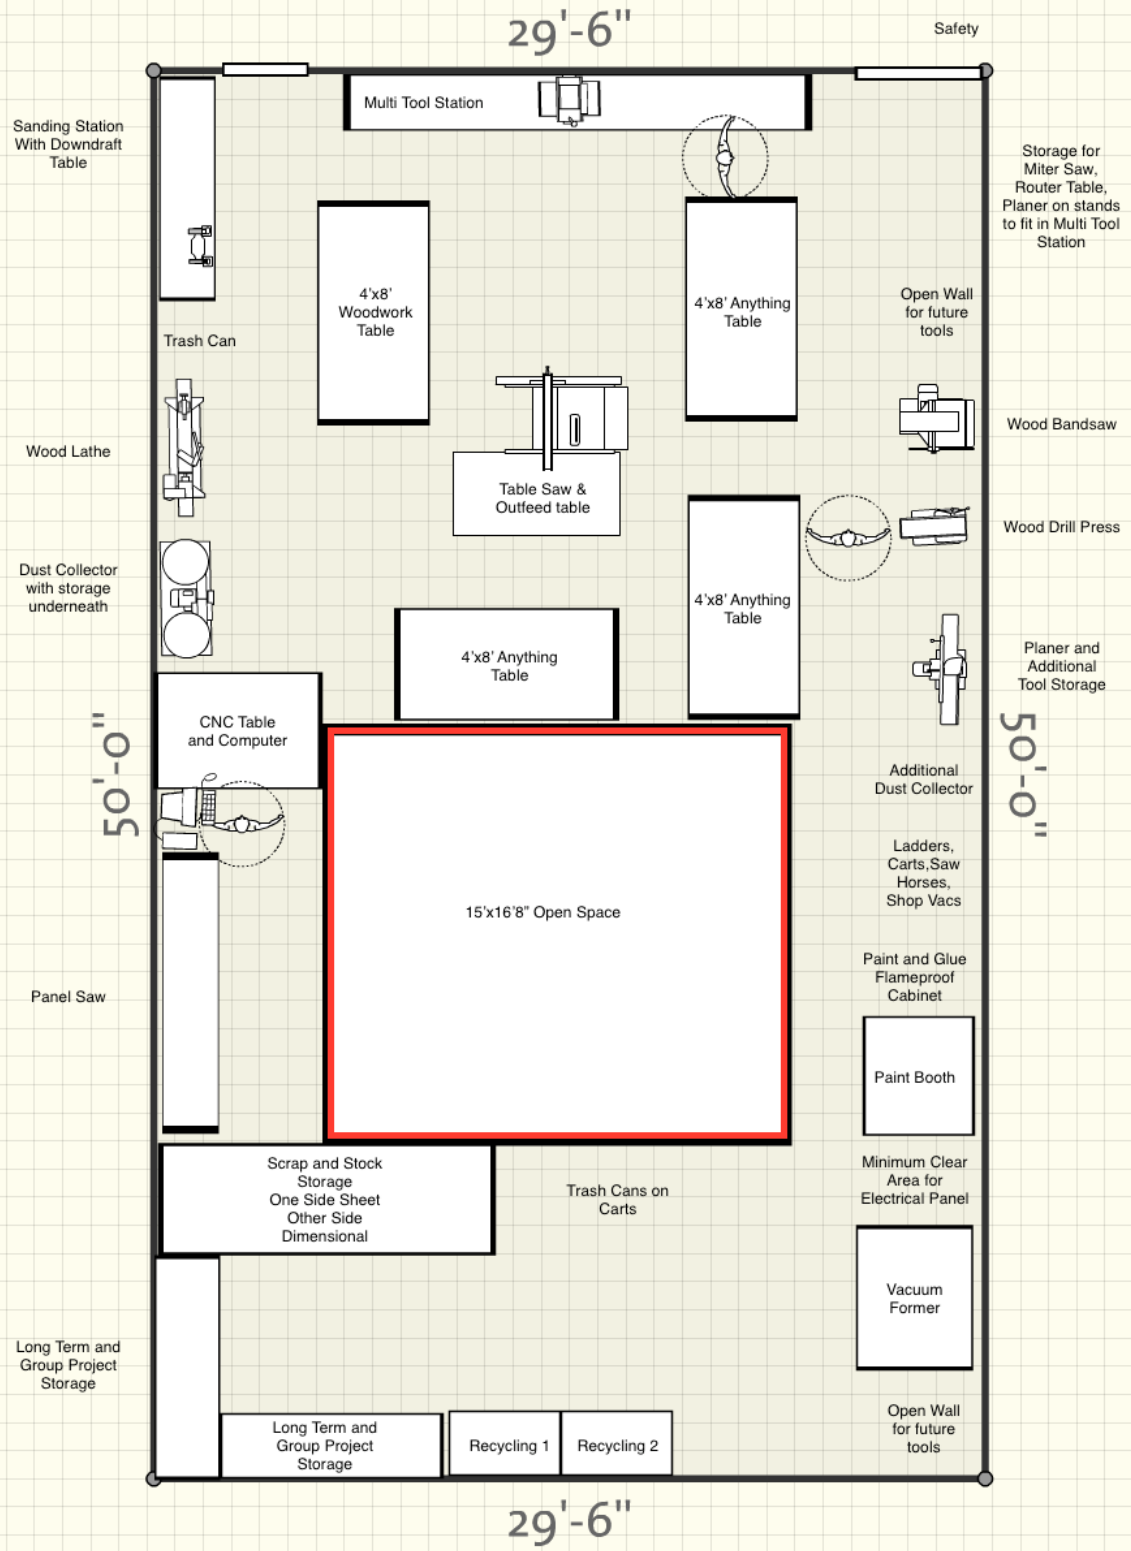 29'-6"
Safety
Multi Tool Station
Sanding Station
With Downdraft
Table
Storage for
Miter Saw,
Router Table,
Planer on stands
to fit in Multi Tool
Station
4'x8'
Woodwork
Table
4'x8' Anything
Table
Open Wall
for future
tools
Trash Can
Wood Lathe
Wood Bandsaw
Table Saw &
Outfeed table
Wood Drill Press
Dust Collector
with storage
underneath
4'x8' Anything
Table
4'x8' Anything
Table
Planer and
Additional
Tool Storage
CNC Table
and Computer
50'-0"
50'-0"
Additional
Dust Collector
Ladders,
Carts,Saw
Horses,
Shop Vacs
15'x16'8" Open Space
Paint and Glue
Flameproof
Cabinet
Panel Saw
Paint Booth
Scrap and Stock
Storage
One Side Sheet
Other Side
Dimensional
Trash Cans on
Carts
Minimum Clear
Area for
Electrical Panel
Vacuum
Former
Long Term and
Group Project
Storage
Long Term and
Group Project
Storage
Recycling 1
Recycling 2
Open Wall
for future
tools
29'-6"